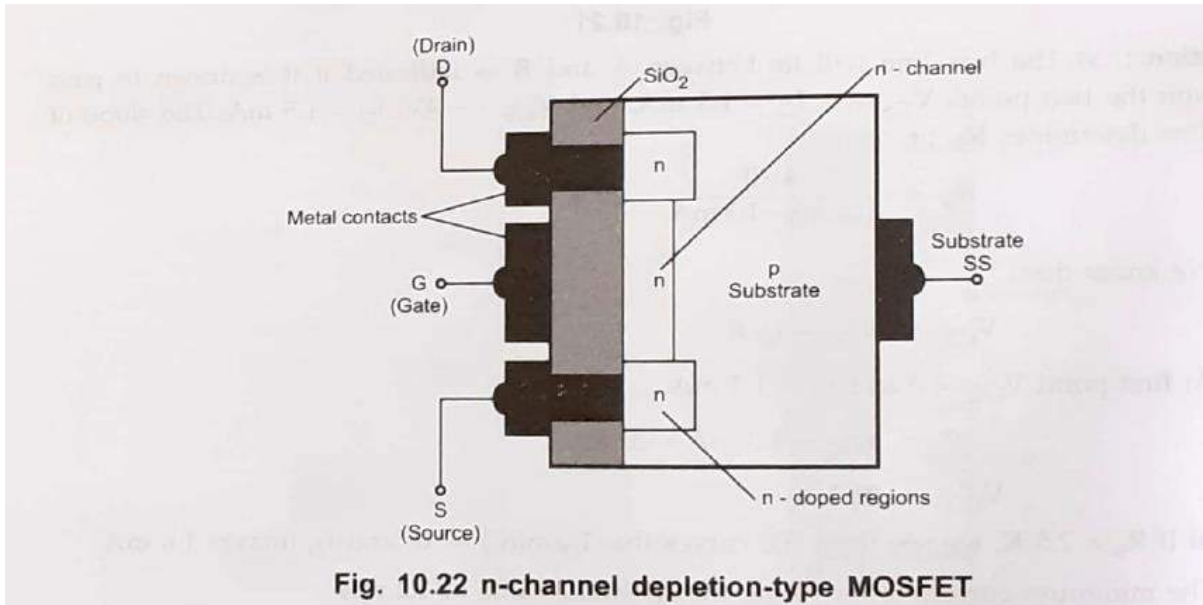 (Drain)
D
SiO2
n - channel
n
Metal contacts
G
(Gate)
n
p
Substrate
Substrate
SS
n
S
(Source)
n - doped regions
Fig. 10.22 n-channel depletion-type MOSFET